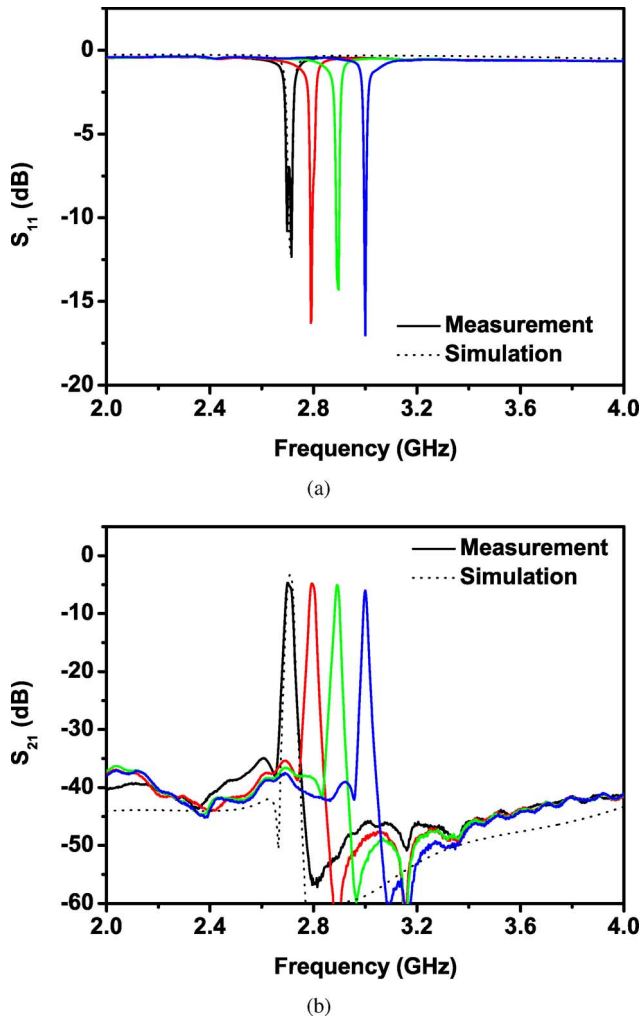 0
-5
-10
-15
-20
S11 (dB)
Measurement
Simulation
2.0 2.4 2.8 3.2 3.6 4.0
Frequency (GHz)
(a)
0
-10
-20
-30
-40
-50
-60
S21 (dB)
Measurement
Simulation
2.0 2.4 2.8 3.2 3.6 4.0
Frequency (GHz)
(b)